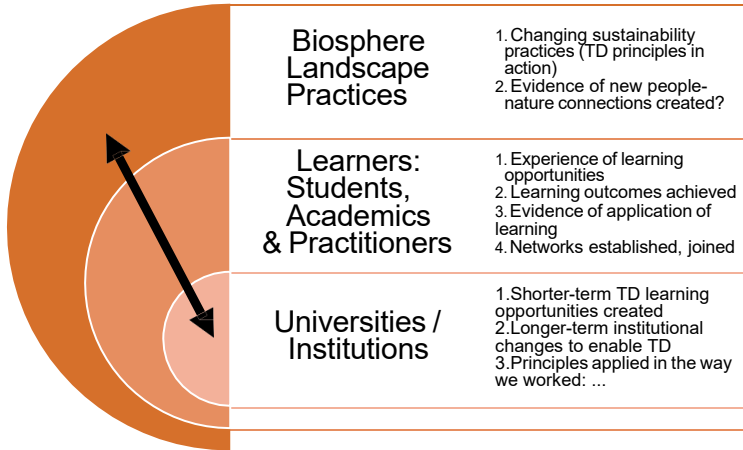 Biosphere
Landscape
Practices
1. Changing sustainability
practices (TD principles in
action)
2. Evidence of new people-
nature connections created?
Learners:
Students,
Academics
& Practitioners
1. Experience of learning
opportunities
2. Learning outcomes achieved
3. Evidence of application of
learning
4. Networks established, joined
Universities /
Institutions
1.Shorter-term TD learning
opportunities created
2.Longer-term institutional
changes to enable TD
3.Principles applied in the way
we worked: ...